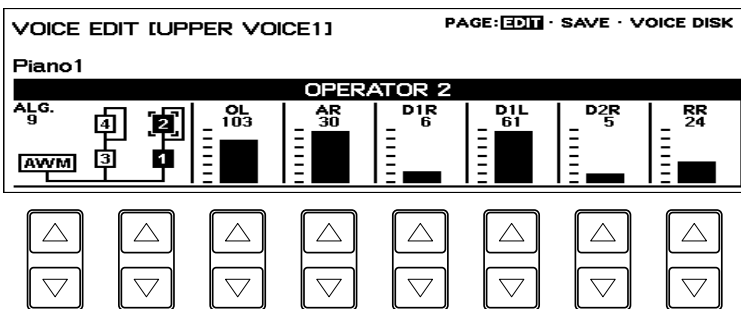 VOICE EDIT [UPPER VOICE1] PAGE:EDIT · SAVE · VOICE DISK
Piano1
OPERATOR 2
ALG. OL AR D1R D1L D2R RR
9 103 30 6 61 5 24
4 2
AWM 3 1